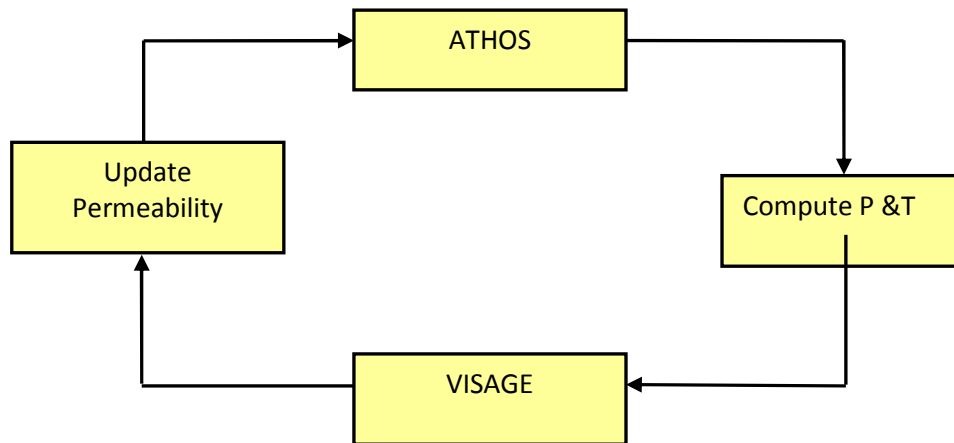 ATHOS
Update
Permeability
Compute P &T
VISAGE